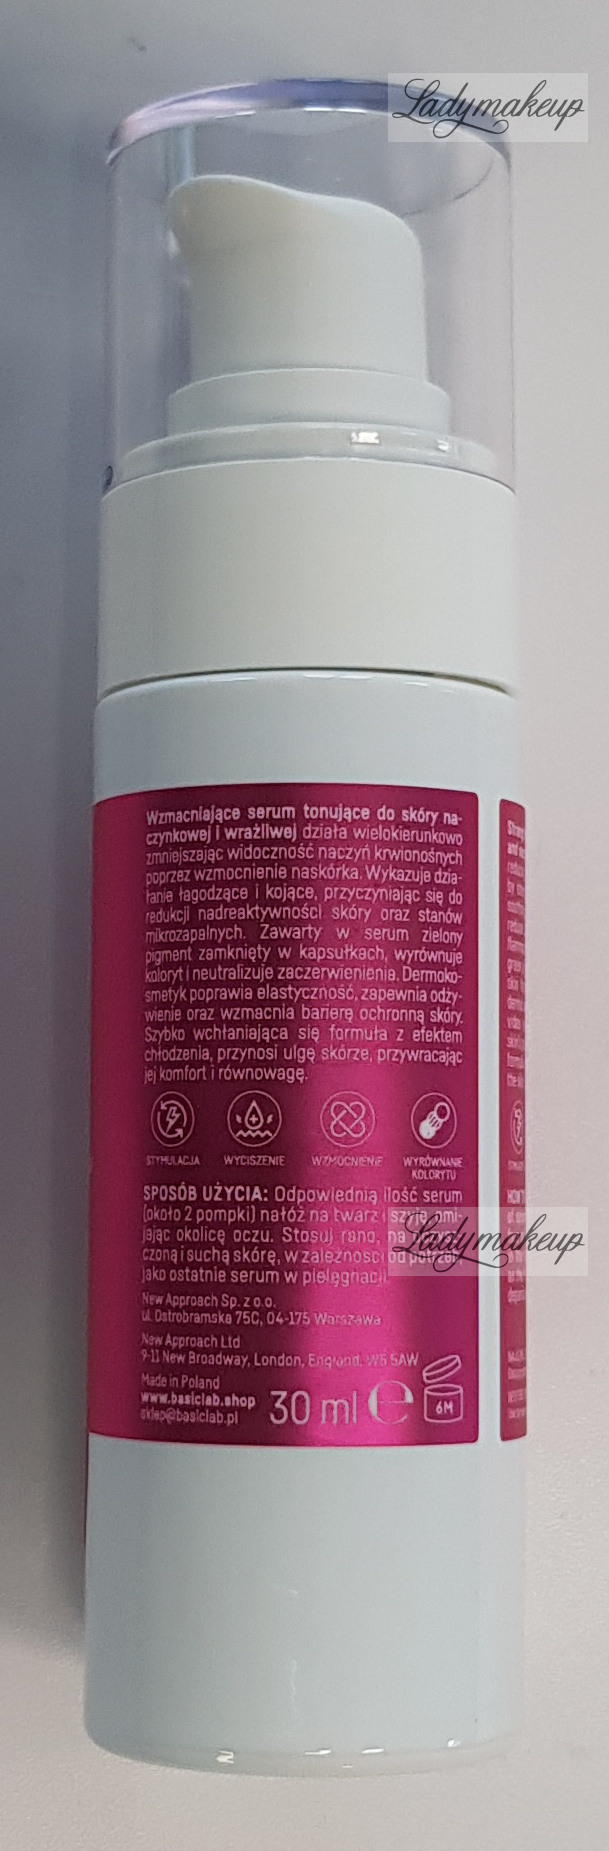 Ladymakeup
Wzmacniające serum tonujące do skóry na-
czynkowej i wrażliwej działa wielokierunkowo
zmniejszając widoczność naczyń krwionośnych
poprzez wzmocnienie naskórka. Wykazuje dzia-
łanie łagodzące i kojące, przyczyniając się do
redukcji nadreaktywności skóry oraz stanów
mikrozapalnych. Zawarty w serum zielony
pigment zamknięty w kapsułkach, wyrównuje
koloryt i neutralizuje zaczerwienienia. Dermoko-
smetyk poprawia elastyczność, zapewnia odży-
wienie oraz wzmacnia barierę ochronną skóry.
Szybko wchłaniająca się formuła z efektem
chłodzenia, przynosi ulgę skórze, przywracając
jej komfort i równowagę.
STYMULACJA WYCISZENIE WZMOCNIENIE WYRÓWNANIE
KOLORYTU
SPOSÓB UŻYCIA: Odpowiednią ilość serum
(około 2 pompki) nałóż na twarz i szyję omi-
jając okolicę oczu. Stosuj rano, na
czoną i suchą skórę, w zależności od potrzeb
jako ostatnie serum w pielęgnacji.
Ladymakeup
New Approach Sp. z o.o.
ul. Ostrobramska 75C, 04-175 Warszawa
New Approach Ltd
9-11 New Broadway, London, England, W5 5AW
Made in Poland
www.basiclab.shop
sklep@basiclab.pl
30 ml e
6M